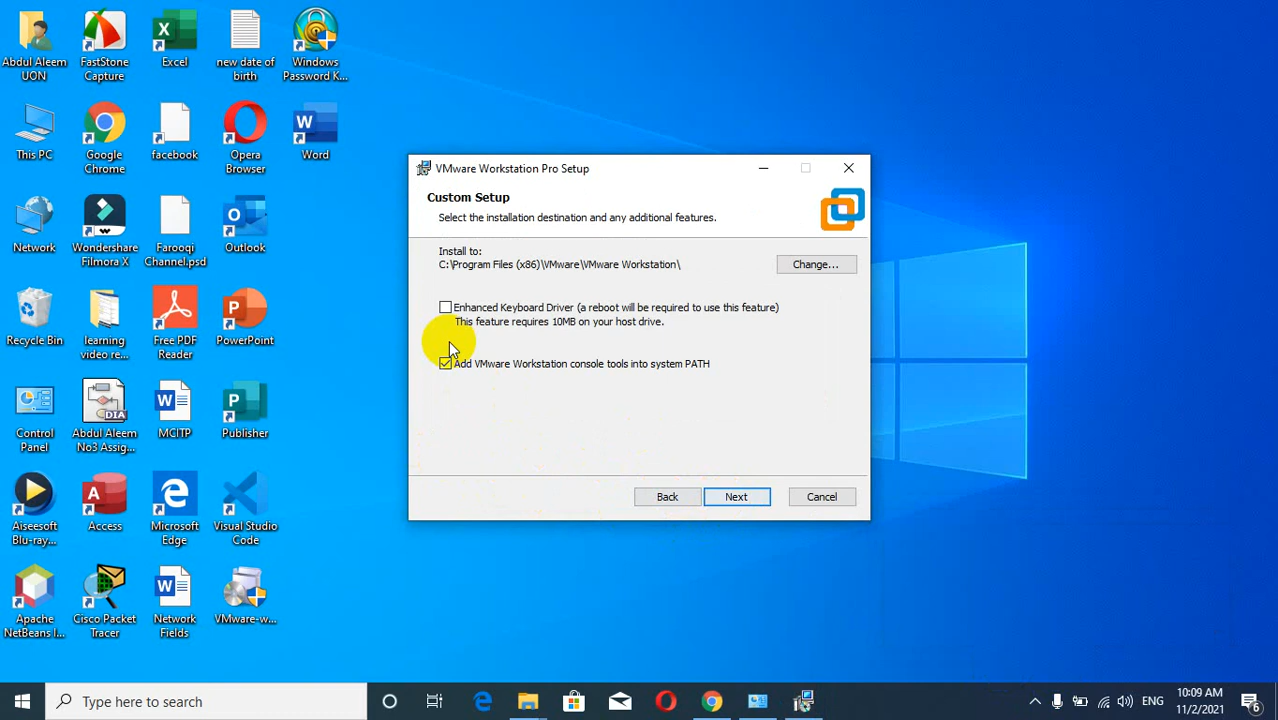 Abdul Aleem
UON
FastStone
Capture
Excel
new date of
birth
Windows
Password K...
This PC
Google
Chrome
facebook
Opera
Browser
Word
Network
Wondershare
Filmora X
Farooqi
Channel.psd
Outlook
Recycle Bin
learning
video re...
Free PDF
Reader
PowerPoint
Control
Panel
DIA
Abdul Aleem
No3 Assig...
MCITP
Publisher
Aiseesoft
Blu-ray...
Access
Microsoft
Edge
Visual Studio
Code
Apache
NetBeans I...
Cisco Packet
Tracer
Network
Fields
VMware-w...
VMware Workstation Pro Setup
Custom Setup
Select the installation destination and any additional features.
Install to:
C:\Program Files (x86)\VMware\VMware Workstation\
Change...
Enhanced Keyboard Driver (a reboot will be required to use this feature)
This feature requires 10MB on your host drive.
Add VMware Workstation console tools into system PATH
Back
Next
Cancel
Type here to search
ENG
10:09 AM
11/2/2021
6